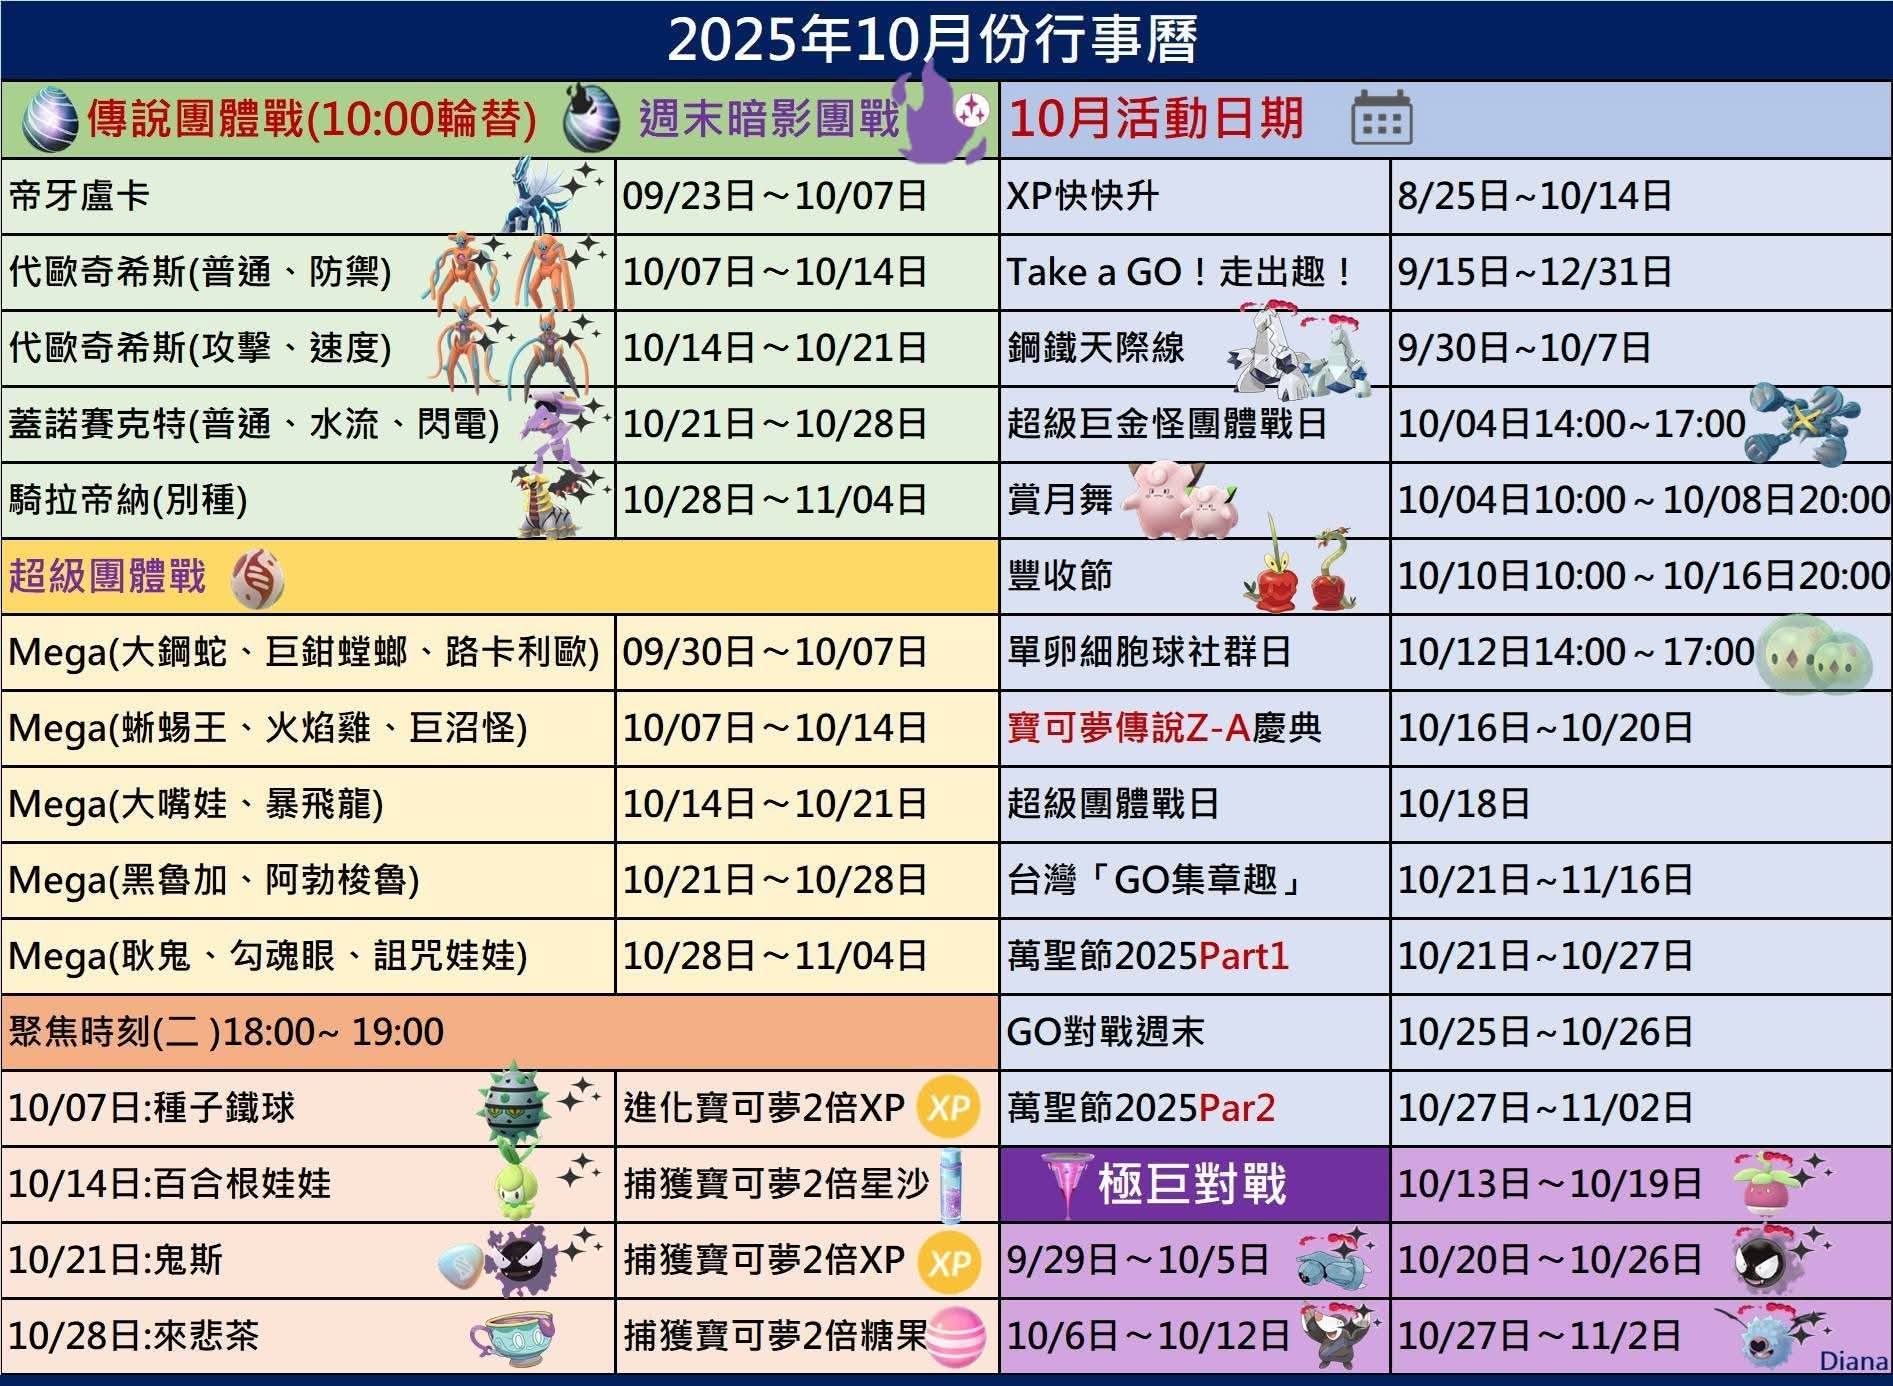 2025年10月份行事曆
傳說團體戰(10:00輪替) 週末暗影團戰
帝牙盧卡 09/23日～10/07日
代歐奇希斯(普通、防禦) 10/07日～10/14日
代歐奇希斯(攻擊、速度) 10/14日～10/21日
蓋諾賽克特(普通、水流、閃電) 10/21日～10/28日
騎拉帝納(別種) 10/28日～11/04日
超級團體戰
Mega(大鋼蛇、巨鉗螳螂、路卡利歐) 09/30日～10/07日
Mega(蜥蜴王、火焰雞、巨沼怪) 10/07日～10/14日
Mega(大嘴娃、暴飛龍) 10/14日～10/21日
Mega(黑魯加、阿勃梭魯) 10/21日～10/28日
Mega(耿鬼、勾魂眼、詛咒娃娃) 10/28日～11/04日
聚焦時刻(二 )18:00~ 19:00
10/07日:種子鐵球 進化寶可夢2倍XP XP
10/14日:百合根娃娃 捕獲寶可夢2倍星沙
10/21日:鬼斯 捕獲寶可夢2倍XP XP
10/28日:來悲茶 捕獲寶可夢2倍糖果
10月活動日期
XP快快升 8/25日~10/14日
Take a GO！走出趣！ 9/15日~12/31日
鋼鐵天際線 9/30日~10/7日
超級巨金怪團體戰日 10/04日14:00~17:00
賞月舞 10/04日10:00～10/08日20:00
豐收節 10/10日10:00～10/16日20:00
單卵細胞球社群日 10/12日14:00～17:00
寶可夢傳說Z-A慶典 10/16日~10/20日
超級團體戰日 10/18日
台灣「GO集章趣」 10/21日~11/16日
萬聖節2025Part1 10/21日~10/27日
GO對戰週末 10/25日~10/26日
萬聖節2025Par2 10/27日~11/02日
極巨對戰 10/13日～10/19日
9/29日～10/5日 10/20日～10/26日
10/6日～10/12日 10/27日～11/2日
Diana